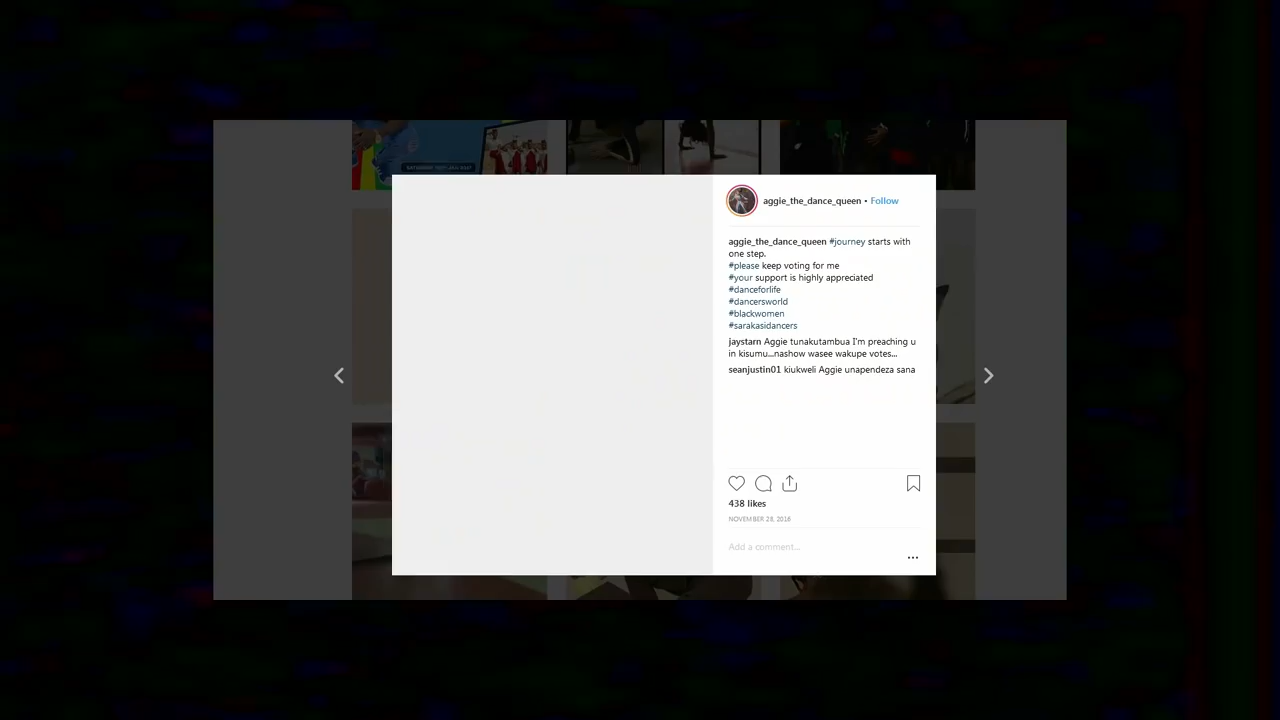 SATURDAY
aggie_the_dance_queen • Follow
aggie_the_dance_queen #journey starts with
one step.
#please keep voting for me
#your support is highly appreciated
#danceforlife
#dancersworld
#blackwomen
#sarakasidancers
jaystarn Aggie tunakutambua I'm preaching u
in kisumu...nashow wasee wakupe votes...
seanjustin01 kiukweli Aggie unapendeza sana
438 likes
NOVEMBER 28, 2016
Add a comment...